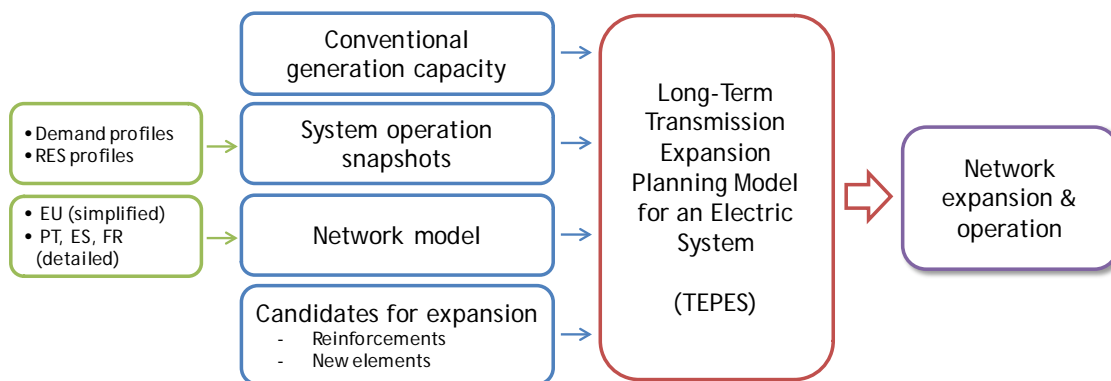 Conventional
generation capacity
• Demand profiles
• RES profiles
System operation
snapshots
• EU (simplified)
• PT, ES, FR
(detailed)
Network model
Candidates for expansion
- Reinforcements
- New elements
Long-Term
Transmission
Expansion
Planning Model
for an Electric
System
(TEPES)
Network
expansion &
operation